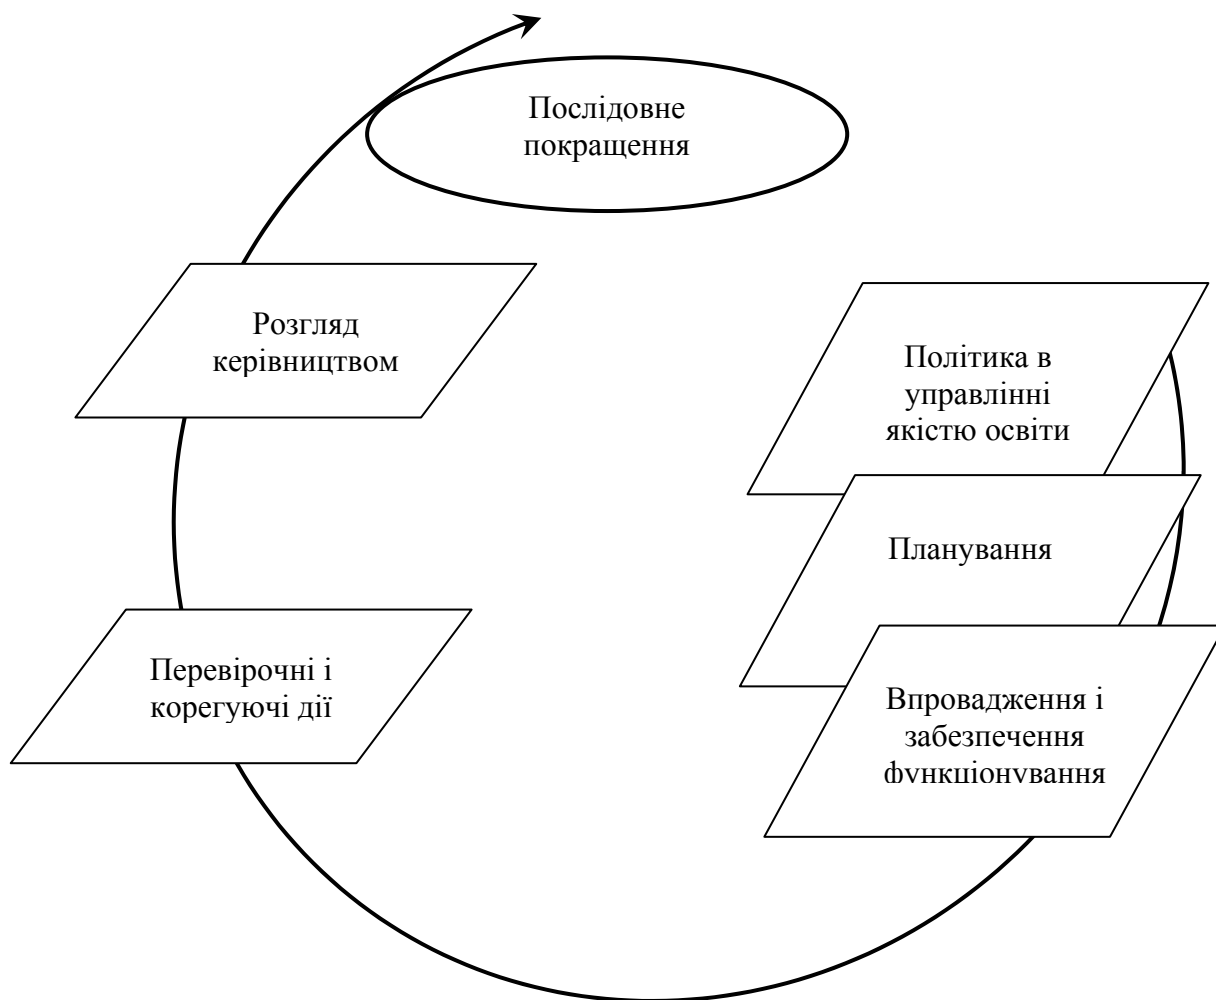 Послідовне
покращення
Розгляд
керівництвом
Політика в
управлінні
якістю освіти
Планування
Перевірочні і
корегуючі дії
Впровадження і
забезпечення
функціонування